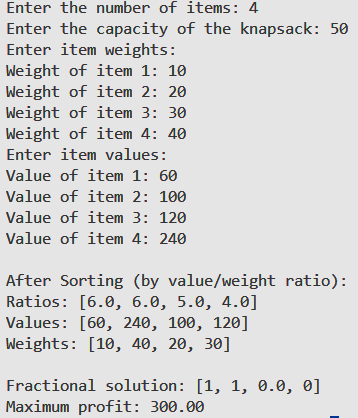 Enter the number of items: 4
Enter the capacity of the knapsack: 50
Enter item weights:
Weight of item 1: 10
Weight of item 2: 20
Weight of item 3: 30
Weight of item 4: 40
Enter item values:
Value of item 1: 60
Value of item 2: 100
Value of item 3: 120
Value of item 4: 240
After Sorting (by value/weight ratio):
Ratios: [6.0, 6.0, 5.0, 4.0]
Values: [60, 240, 100, 120]
Weights: [10, 40, 20, 30]
Fractional solution: [1, 1, 0.0, 0]
Maximum profit: 300.00